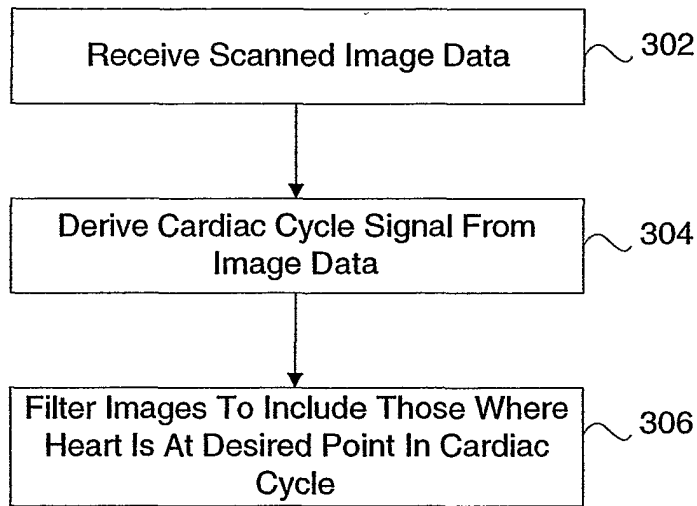 Receive Scanned Image Data
302
Derive Cardiac Cycle Signal From
Image Data
304
Filter Images To Include Those Where
Heart Is At Desired Point In Cardiac
Cycle
306